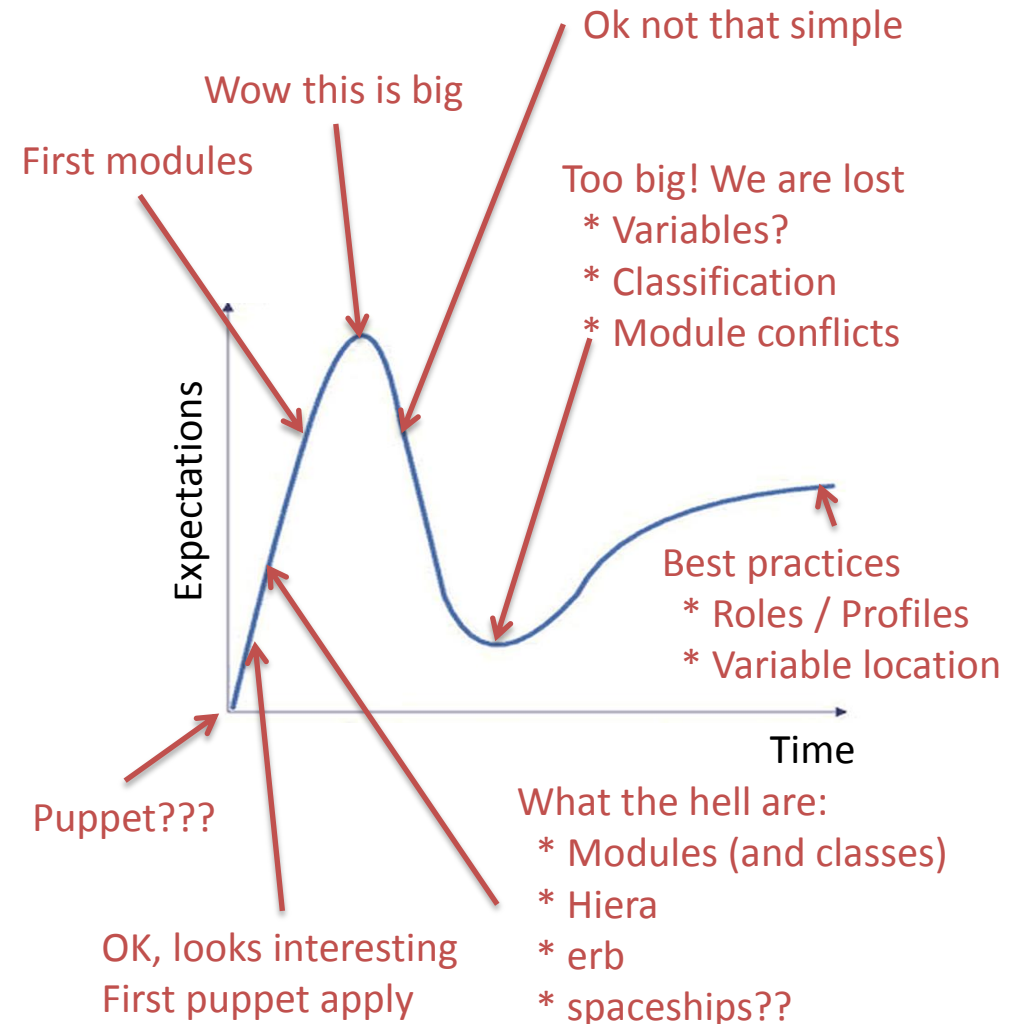 Ok not that simple
Wow this is big
First modules
Too big! We are lost
* Variables?
* Classification
* Module conflicts
Expectations
Best practices
* Roles / Profiles
* Variable location
Time
Puppet???
What the hell are:
* Modules (and classes)
* Hiera
* erb
* spaceships??
OK, looks interesting
First puppet apply